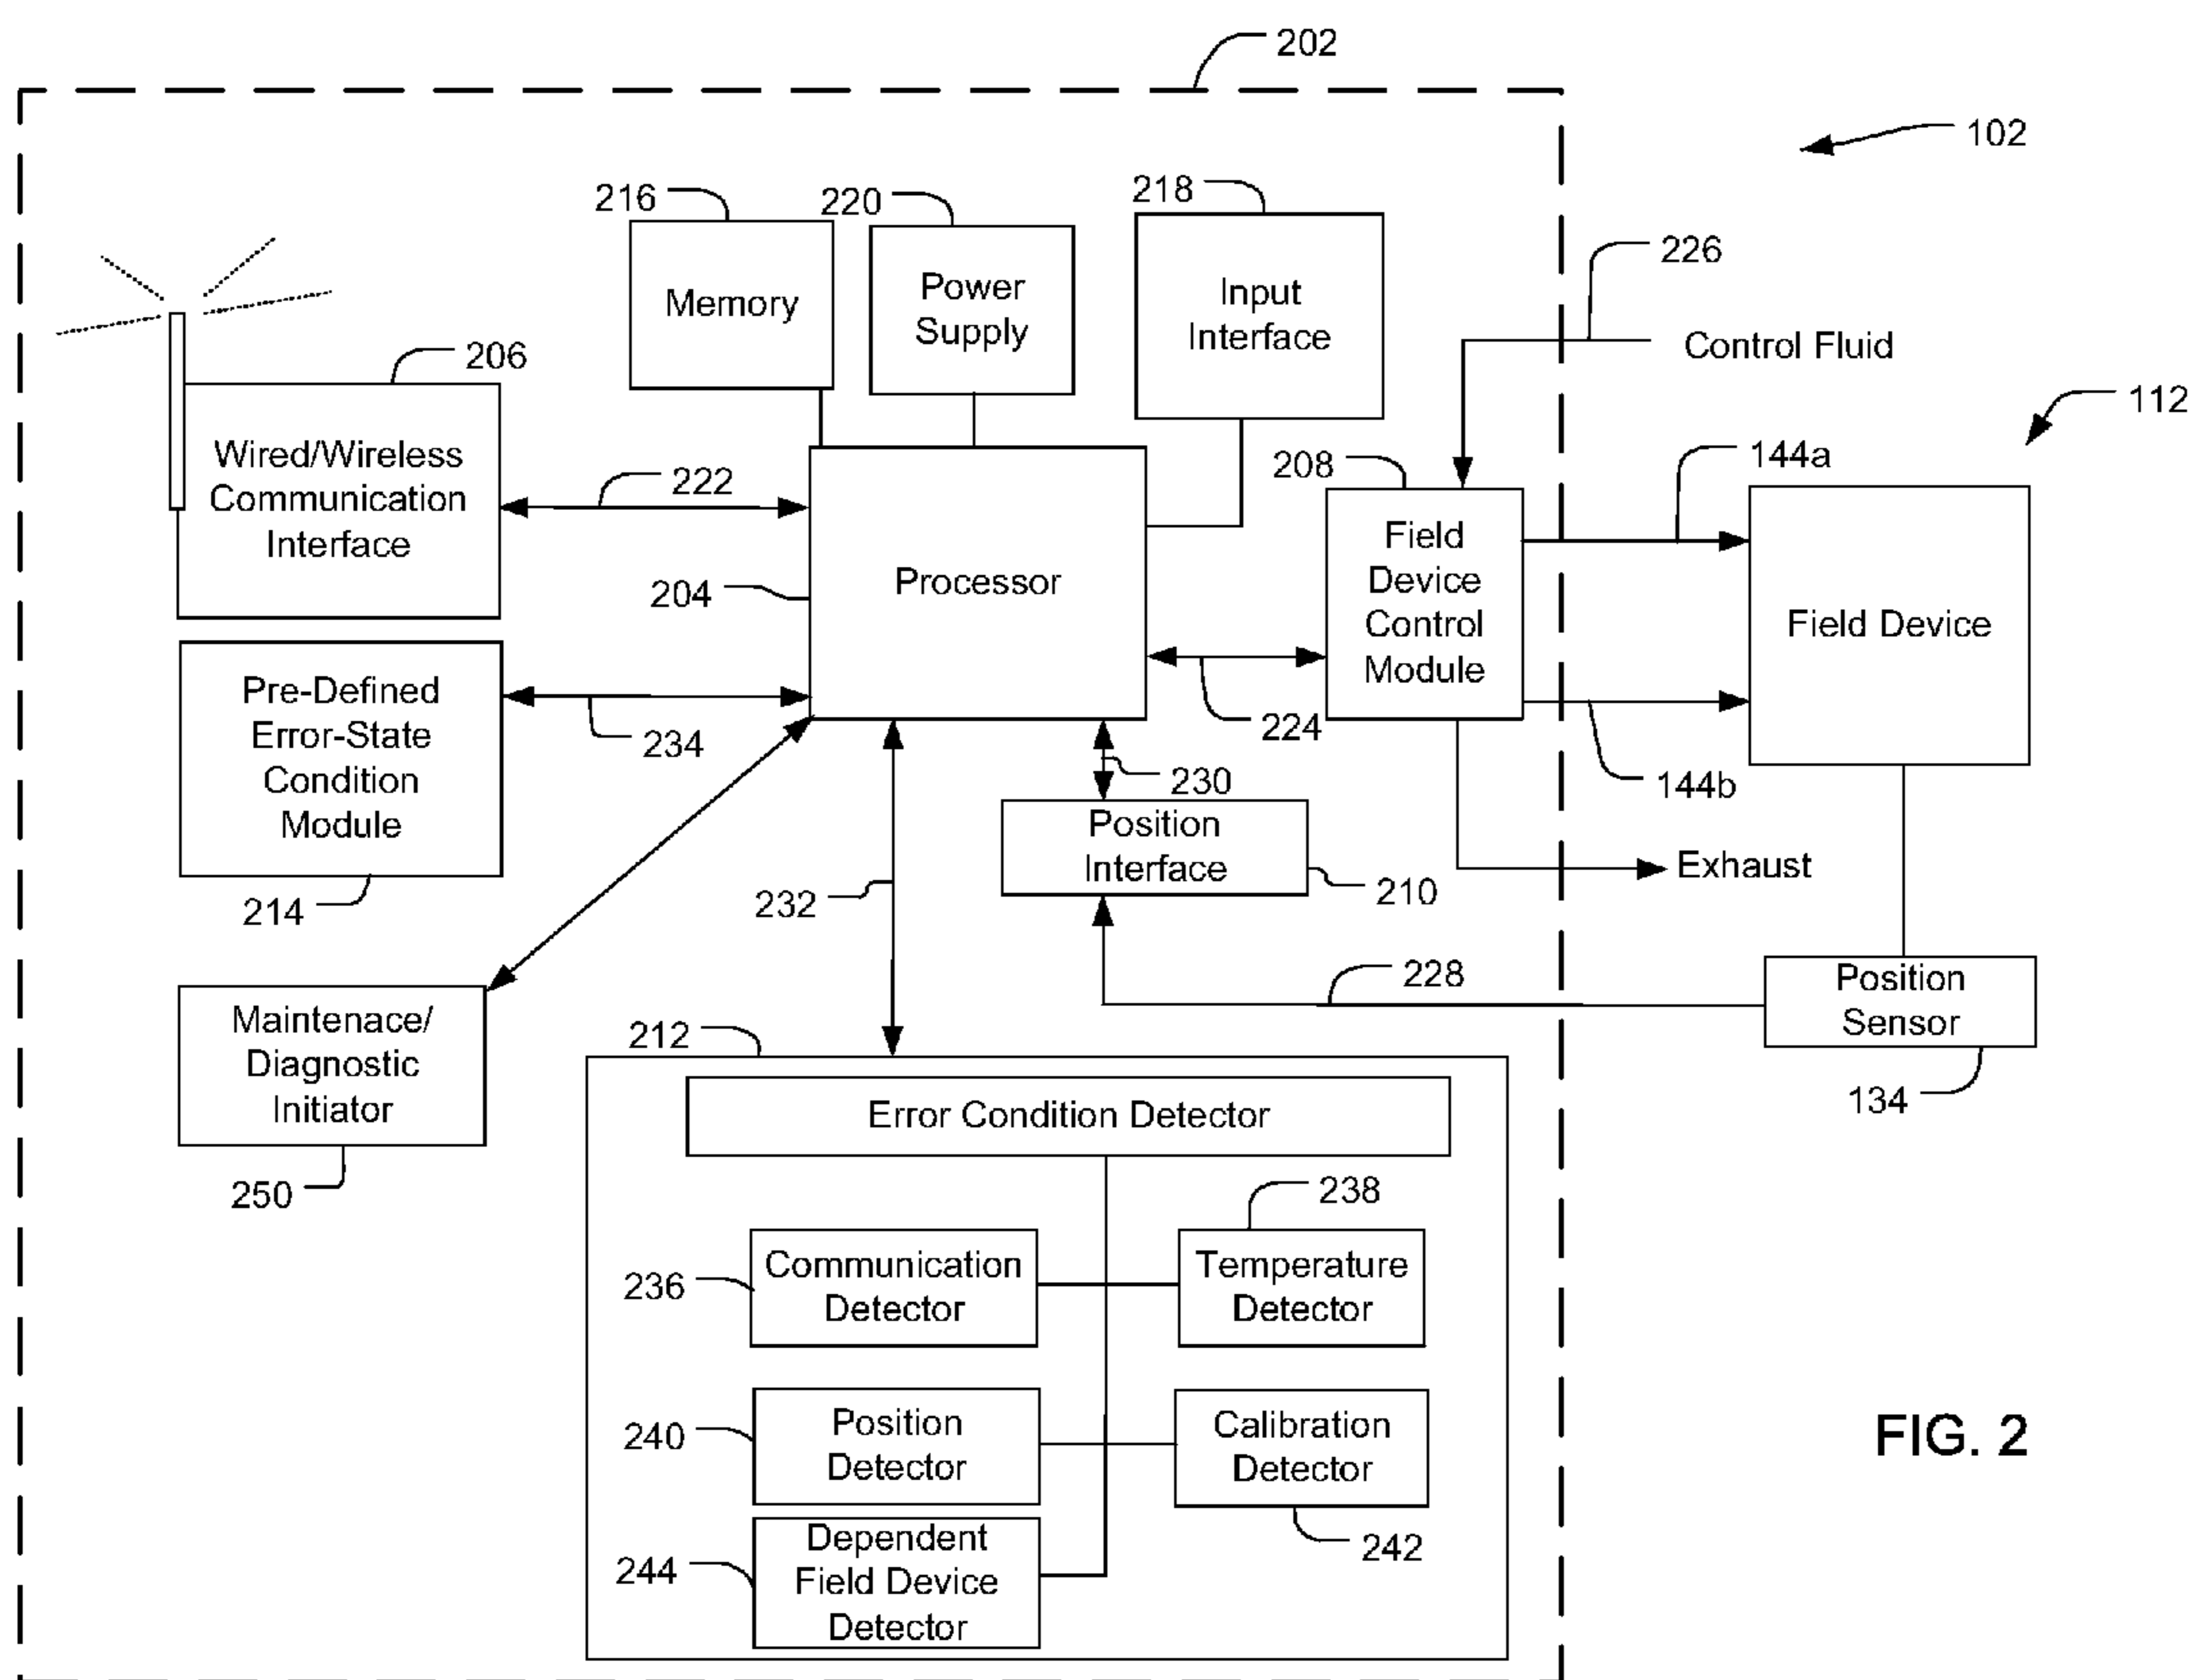 202
102
216
220
218
226
Memory
Power
Supply
Input
Interface
Control Fluid
206
112
Wired/Wireless
Communication
Interface
222
208
144a
204
Processor
Field
Device
Control
Module
Field Device
Pre-Defined
Error-State
Condition
Module
234
224
230
144b
Position
Interface
Exhaust
214
232
210
228
Position
Sensor
Maintenace/
Diagnostic
Initiator
212
134
Error Condition Detector
250
238
236
Communication
Detector
Temperature
Detector
240
Position
Detector
Calibration
Detector
FIG. 2
244
Dependent
Field Device
Detector
242